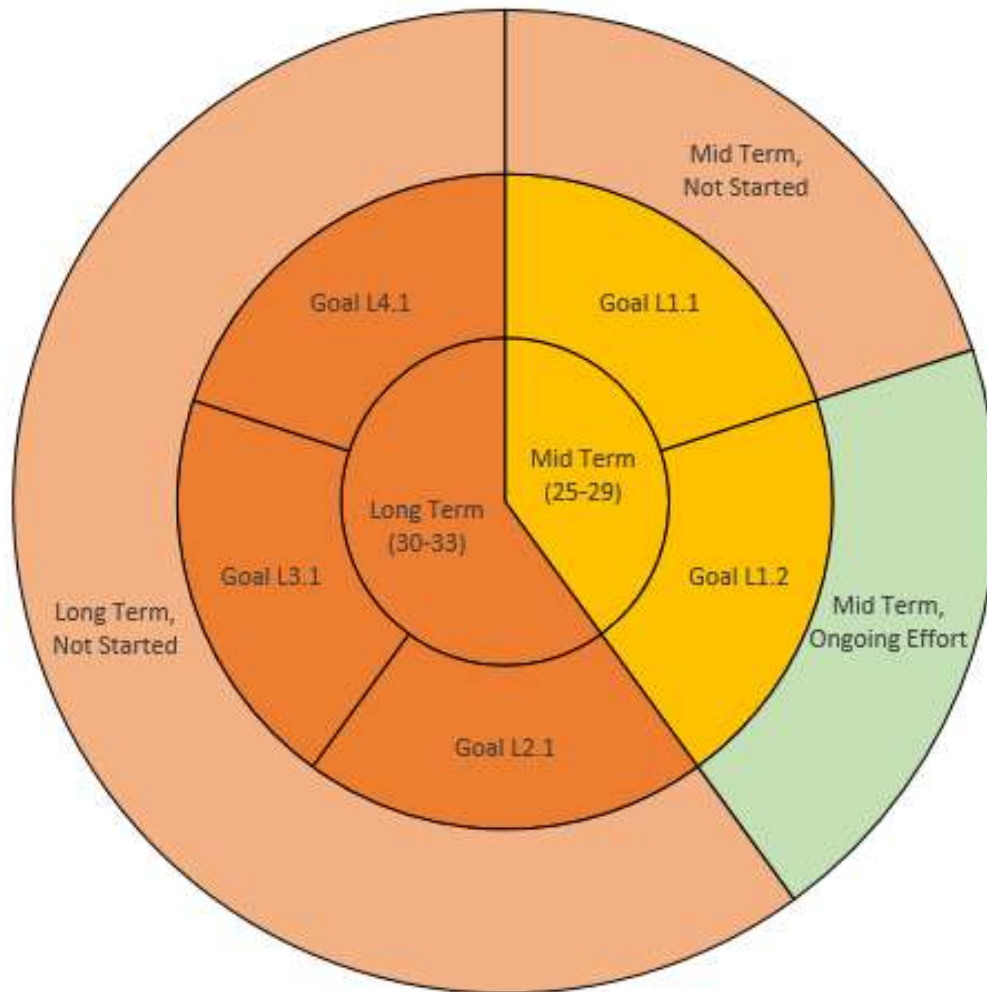 Mid Term,
Not Started
Goal L4.1
Goal L1.1
Mid Term
(25-29)
Long Term
(30-33)
Goal L3.1
Goal L1.2
Long Term,
Not Started
Mid Term,
Ongoing Effort
Goal L2.1